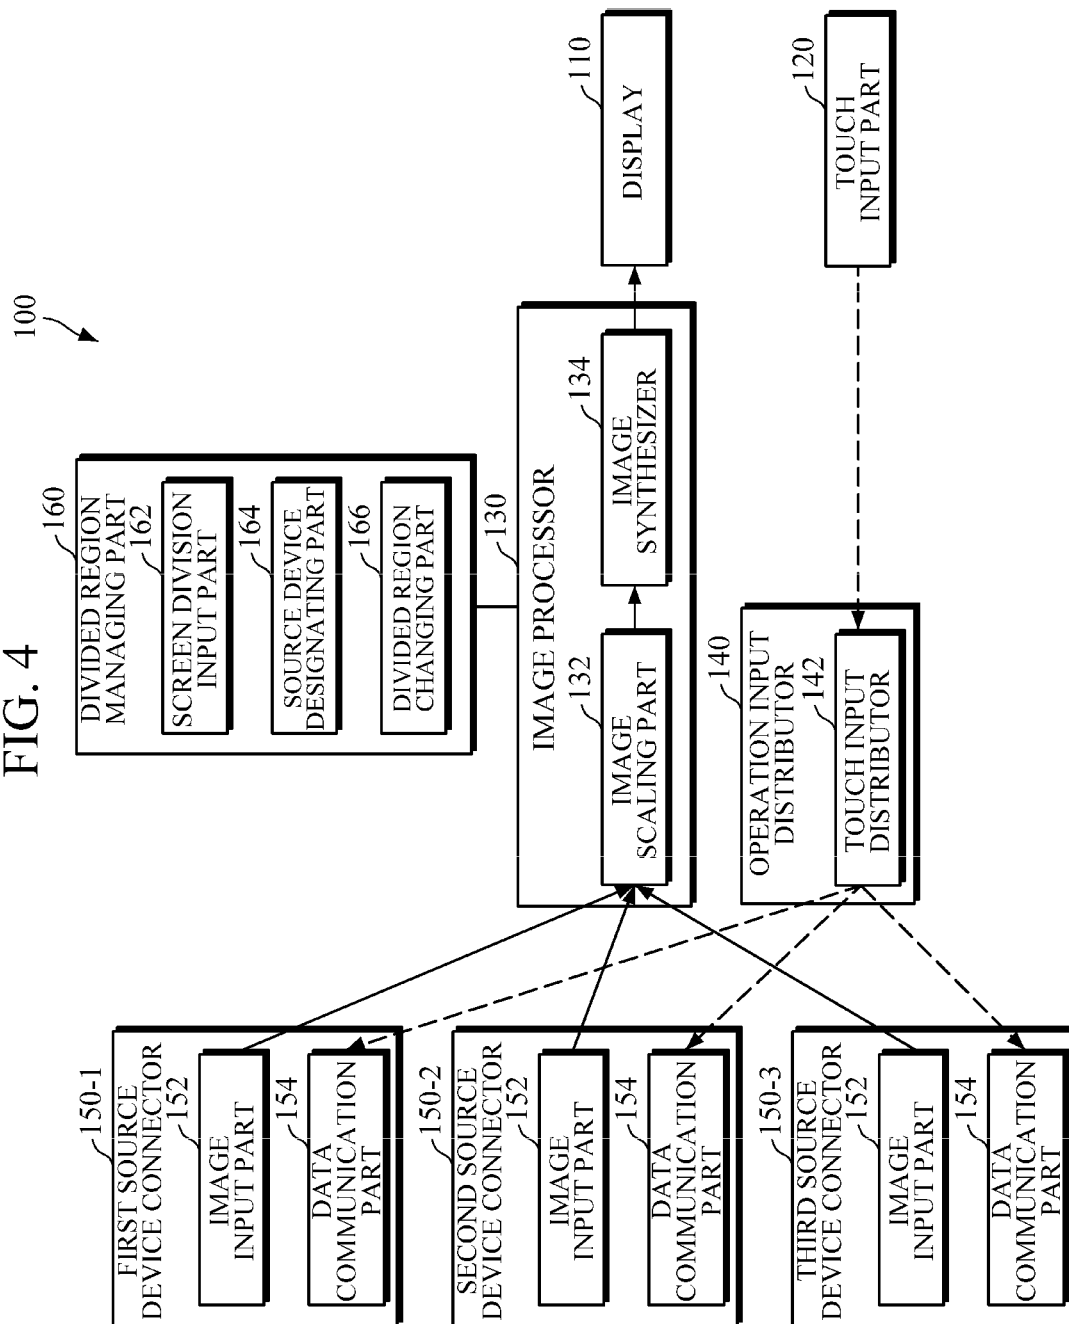 FIG. 4
100
160
DIVIDED REGION
MANAGING PART
162
SCREEN DIVISION
INPUT PART
164
SOURCE DEVICE
DESIGNATING PART
166
DIVIDED REGION
CHANGING PART
150-1
FIRST SOURCE
DEVICE CONNECTOR
152
IMAGE
INPUT PART
154
DATA
COMMUNICATION
PART
150-2
SECOND SOURCE
DEVICE CONNECTOR
152
IMAGE
INPUT PART
154
DATA
COMMUNICATION
PART
150-3
THIRD SOURCE
DEVICE CONNECTOR
152
IMAGE
INPUT PART
154
DATA
COMMUNICATION
PART
130
IMAGE PROCESSOR
132
IMAGE
SCALING PART
134
IMAGE
SYNTHESIZER
110
DISPLAY
140
OPERATION INPUT
DISTRIBUTOR
142
TOUCH INPUT
DISTRIBUTOR
120
TOUCH
INPUT PART